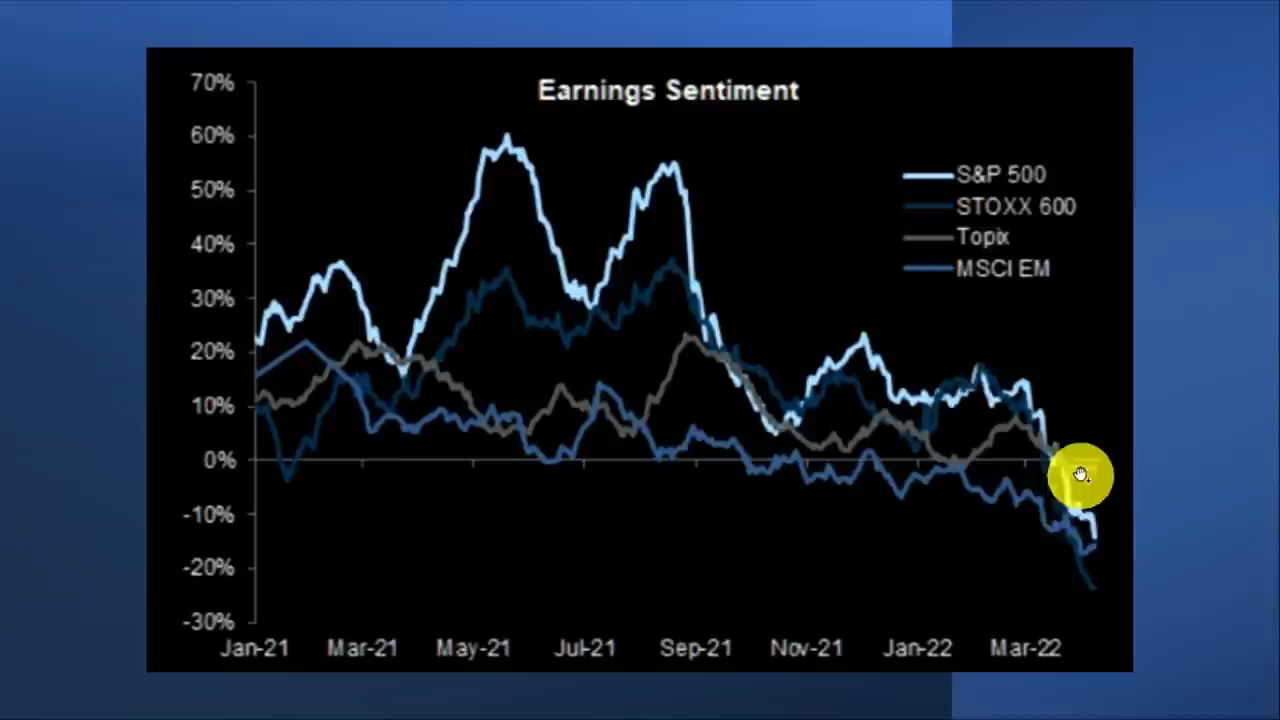 Earnings Sentiment
70%
60%
50%
40%
30%
20%
10%
0%
-10%
-20%
-30%
S&P 500
STOXX 600
Topix
MSCI EM
Jan-21 Mar-21 May-21 Jul-21 Sep-21 Nov-21 Jan-22 Mar-22